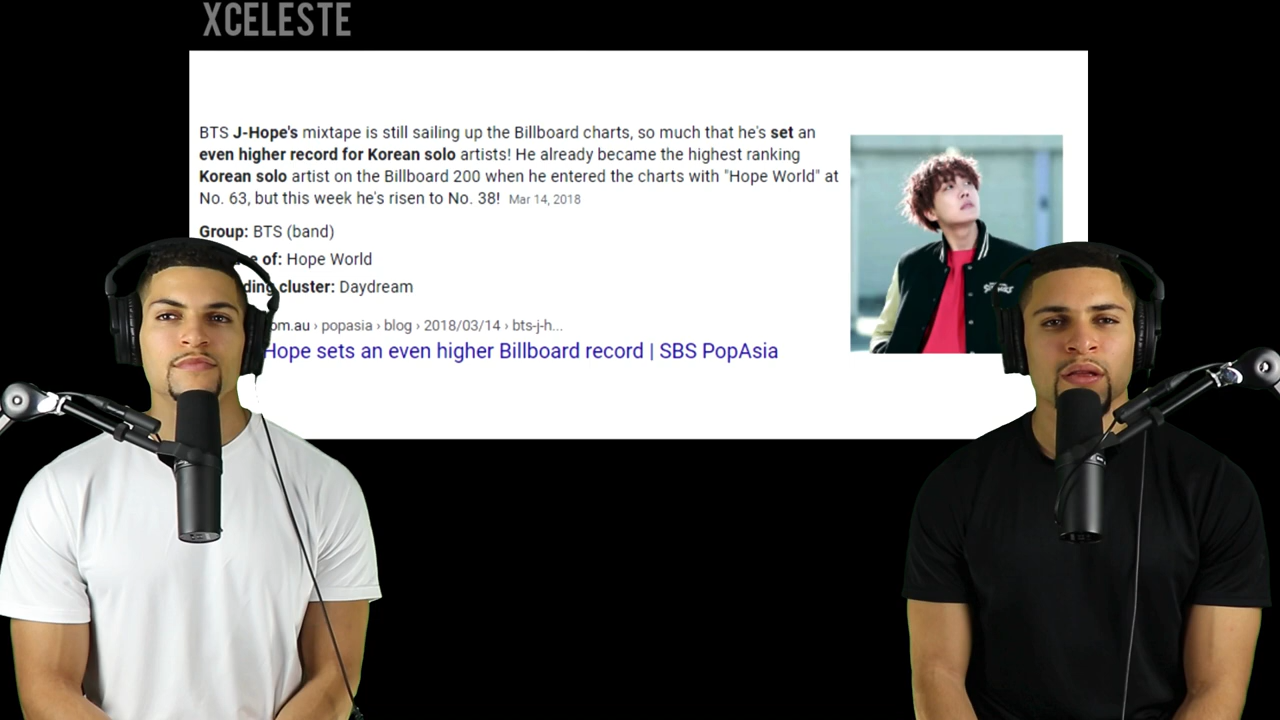 XCELESTE
BTS J-Hope's mixtape is still sailing up the Billboard charts, so much that he's set an
even higher record for Korean solo artists! He already became the highest ranking
Korean solo artist on the Billboard 200 when he entered the charts with "Hope World" at
No. 63, but this week he's risen to No. 38! Mar 14, 2018
Group: BTS (band)
of: Hope World
cluster: Daydream
› popasia › blog › 2018/03/14 › bts-j-h...
Hope sets an even higher Billboard record | SBS PopAsia